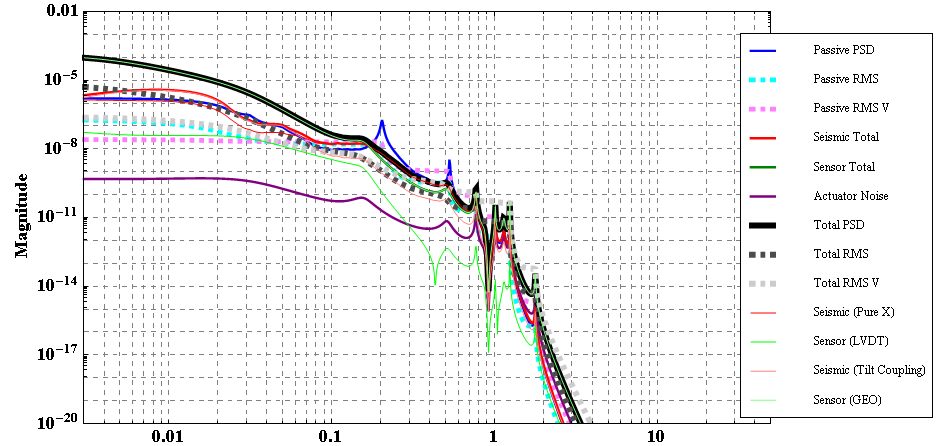 0.01
10−5
10−8
10−11
10−14
10−17
10−20
Magnitude
0.01
0.1
1
10
Passive PSD
Passive RMS
Passive RMS V
Seismic Total
Sensor Total
Actuator Noise
Total PSD
Total RMS
Total RMS V
Seismic (Pure X)
Sensor (LVDT)
Seismic (Tilt Coupling)
Sensor (GEO)